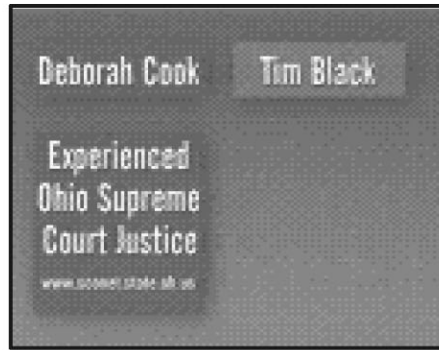 Deborah Cook
Tim Black
Experienced
Ohio Supreme
Court Justice